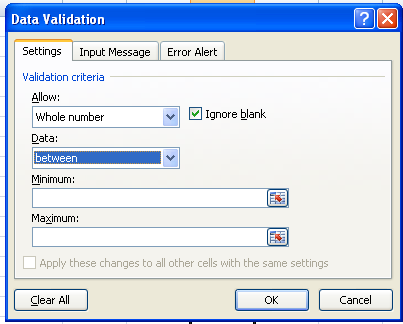 Data Validation
Settings Input Message Error Alert
Validation criteria
Allow:
Whole number Ignore blank
Data:
between
Minimum:
Maximum:
Apply these changes to all other cells with the same settings
Clear All OK Cancel